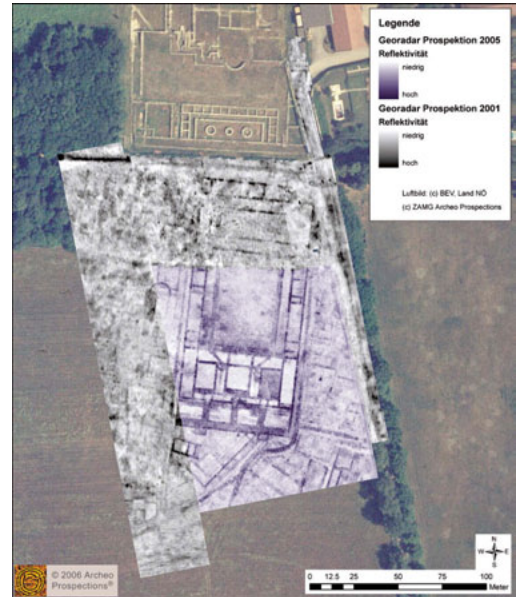 Legende
Georadar Prospektion 2005
Reflektivität
niedrig
hoch
Georadar Prospektion 2001
Reflektivität
niedrig
hoch
Luftbild: (c) BEV, Land NÖ
(c) ZAMG Archeo Prospections
N
W E
S
0 12.5 25 50 75 100
Meter
© 2006 Archeo
Prospections®